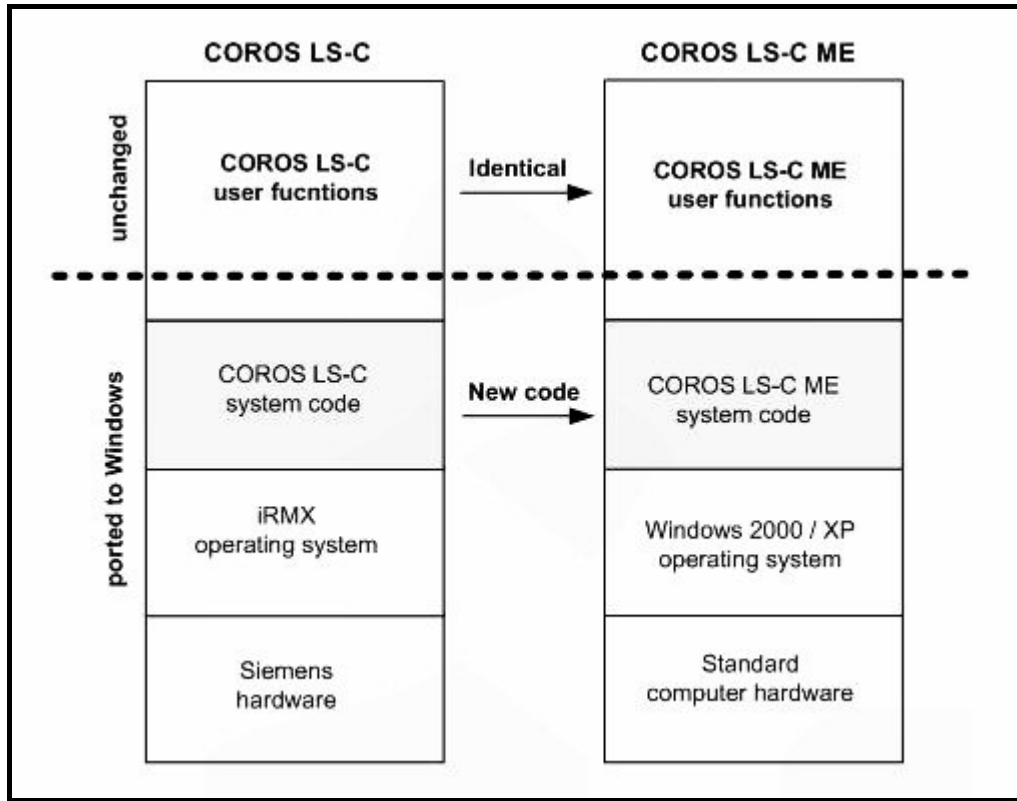 COROS LS-C
COROS LS-C ME
unchanged
COROS LS-C
user fucntions
Identical
COROS LS-C ME
user functions
ported to Windows
COROS LS-C
system code
New code
COROS LS-C ME
system code
iRMX
operating system
Windows 2000 / XP
operating system
Siemens
hardware
Standard
computer hardware